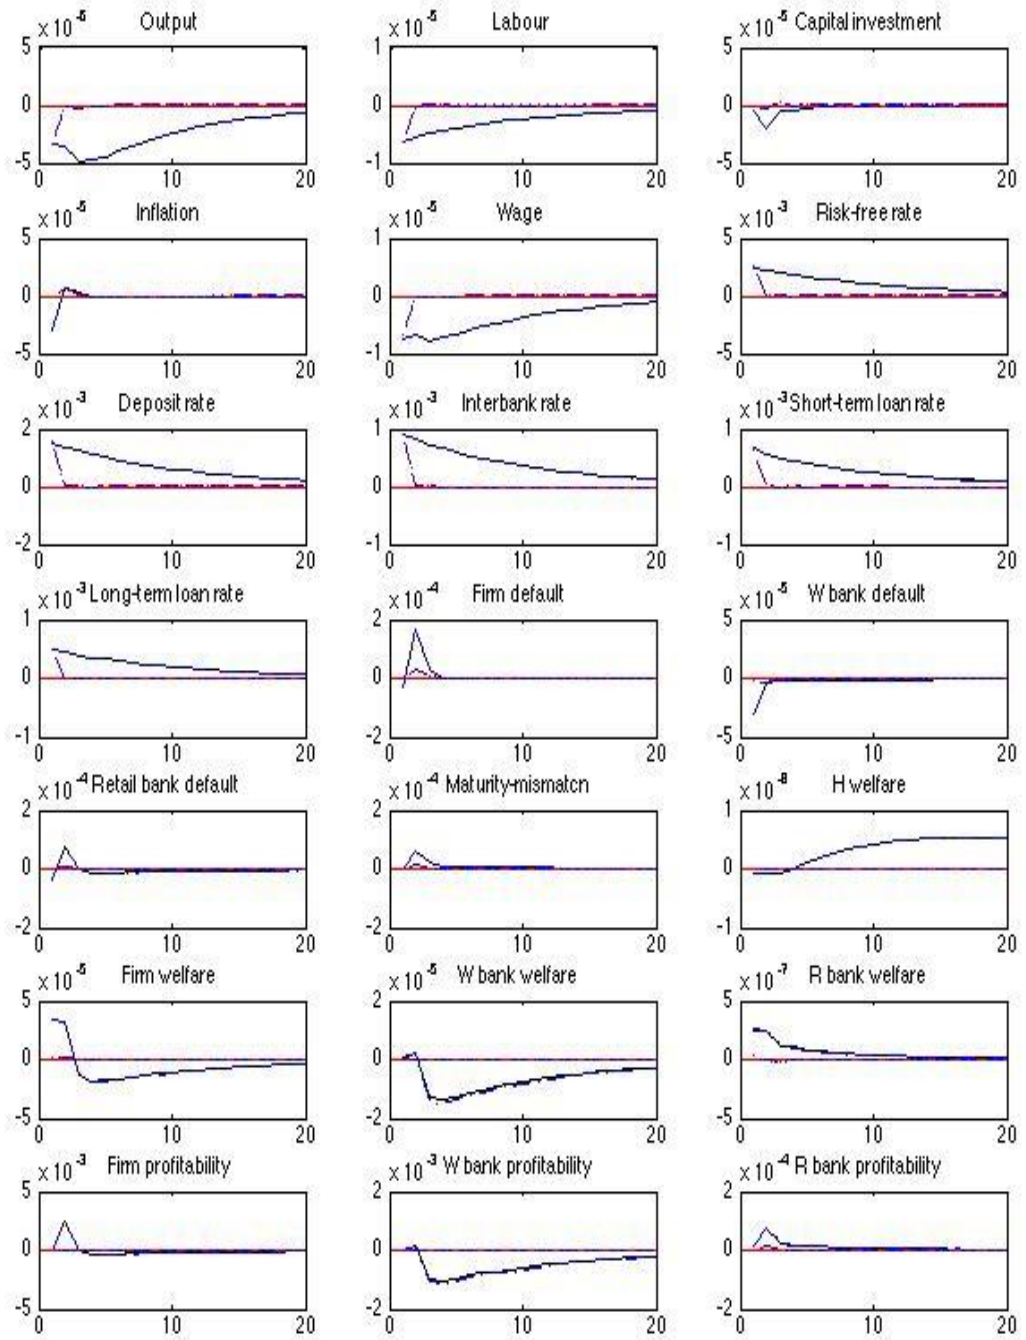 x 10 -5 Output
x 10 -5 Labour
x 10 -5 Capital investment
5
0
-5
0 10 20
1
0
-1
0 10 20
5
0
-5
0 10 20
x 10 -5 Inflation
x 10 -5 Wage
x 10 -3 Risk-free rate
5
0
-5
0 10 20
1
0
-1
0 10 20
5
0
-5
0 10 20
x 10 -3 Deposit rate
x 10 -3 Interbank rate
x 10 -3 Short-term loan rate
2
0
-2
0 10 20
1
0
-1
0 10 20
1
0
-1
0 10 20
x 10 -3 Long-term loan rate
x 10 -4 Firm default
x 10 -5 W bank default
1
0
-1
0 10 20
2
0
-2
0 10 20
5
0
-5
0 10 20
x 10 -4 Retail bank default
x 10 -4 Maturity-mismatch
x 10 -8 H welfare
2
0
-2
0 10 20
2
0
-2
0 10 20
1
0
-1
0 10 20
x 10 -5 Firm welfare
x 10 -5 W bank welfare
x 10 -7 R bank welfare
5
0
-5
0 10 20
2
0
-2
0 10 20
5
0
-5
0 10 20
x 10 -3 Firm profitability
x 10 -3 W bank profitability
x 10 -4 R bank profitability
5
0
-5
0 10 20
2
0
-2
0 10 20
2
0
-2
0 10 20